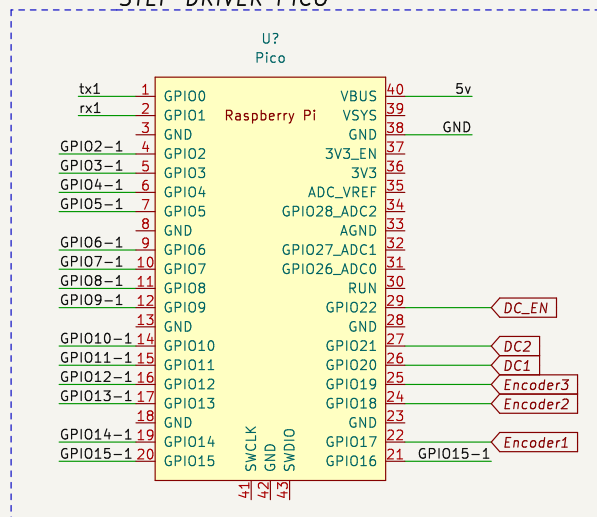 STEP DRIVER PICO
U?
Pico
Raspberry Pi
tx1 1 GPIO0
rx1 2 GPIO1
3 GND
GPIO2-1 4 GPIO2
GPIO3-1 5 GPIO3
GPIO4-1 6 GPIO4
GPIO5-1 7 GPIO5
8 GND
GPIO6-1 9 GPIO6
GPIO7-1 10 GPIO7
GPIO8-1 11 GPIO8
GPIO9-1 12 GPIO9
13 GND
GPIO10-1 14 GPIO10
GPIO11-1 15 GPIO11
GPIO12-1 16 GPIO12
GPIO13-1 17 GPIO13
18 GND
GPIO14-1 19 GPIO14
GPIO15-1 20 GPIO15
VBUS 40 5v
VSYS 39
GND 38 GND
3V3_EN 37
3V3 36
ADC_VREF 35
GPIO28_ADC2 34
AGND 33
GPIO27_ADC1 32
GPIO26_ADC0 31
RUN 30
GPIO22 29 DC_EN
GND 28
GPIO21 27 DC2
GPIO20 26 DC1
GPIO19 25 Encoder3
GPIO18 24 Encoder2
GND 23
GPIO17 22 Encoder1
GPIO16 21 GPIO15-1
SWCLK 41
GND 42
SWDIO 43